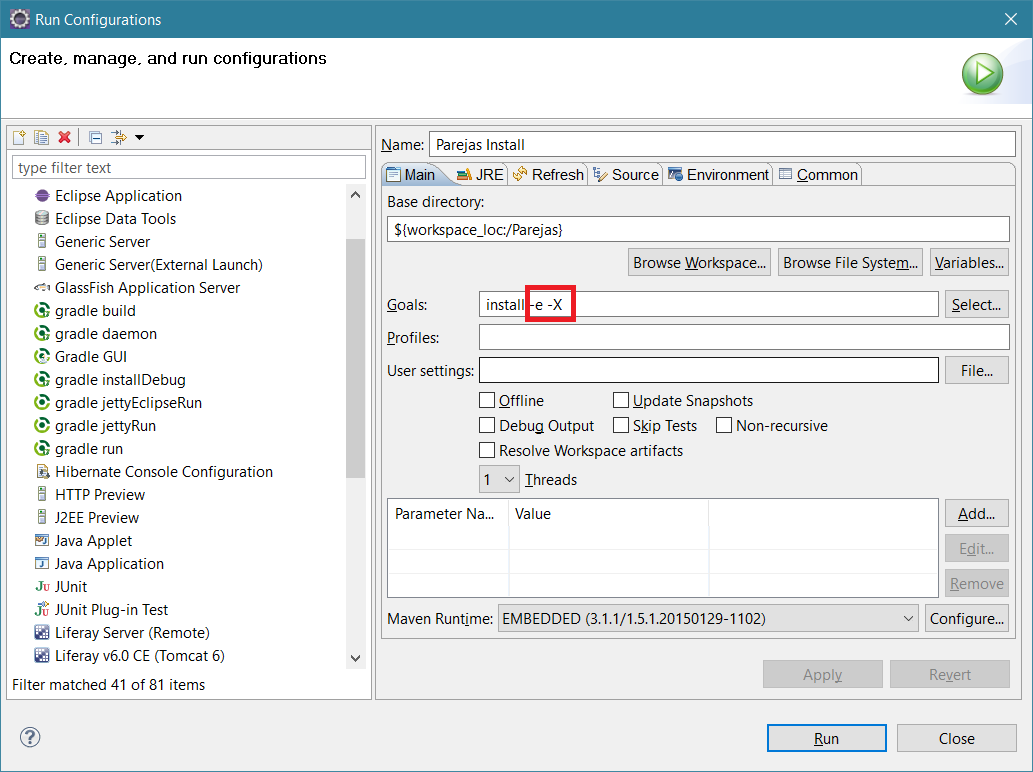 Run Configurations
Create, manage, and run configurations
type filter text
Eclipse Application
Eclipse Data Tools
Generic Server
Generic Server(External Launch)
GlassFish Application Server
gradle build
gradle daemon
Gradle GUI
gradle installDebug
gradle jettyEclipseRun
gradle jettyRun
gradle run
Hibernate Console Configuration
HTTP Preview
J2EE Preview
Java Applet
Java Application
JUnit
JUnit Plug-in Test
Liferay Server (Remote)
Liferay v6.0 CE (Tomcat 6)
Filter matched 41 of 81 items
Name: Parejas Install
Main JRE Refresh Source Environment Common
Base directory:
${workspace_loc:/Parejas}
Browse Workspace... Browse File System... Variables...
Goals: install -e -X Select...
Profiles:
User settings: File...
Offline Update Snapshots
Debug Output Skip Tests Non-recursive
Resolve Workspace artifacts
1 Threads
Parameter Na... Value Add...
Edit...
Remove
Maven Runtime: EMBEDDED (3.1.1/1.5.1.20150129-1102) Configure...
Apply Revert
? Run Close